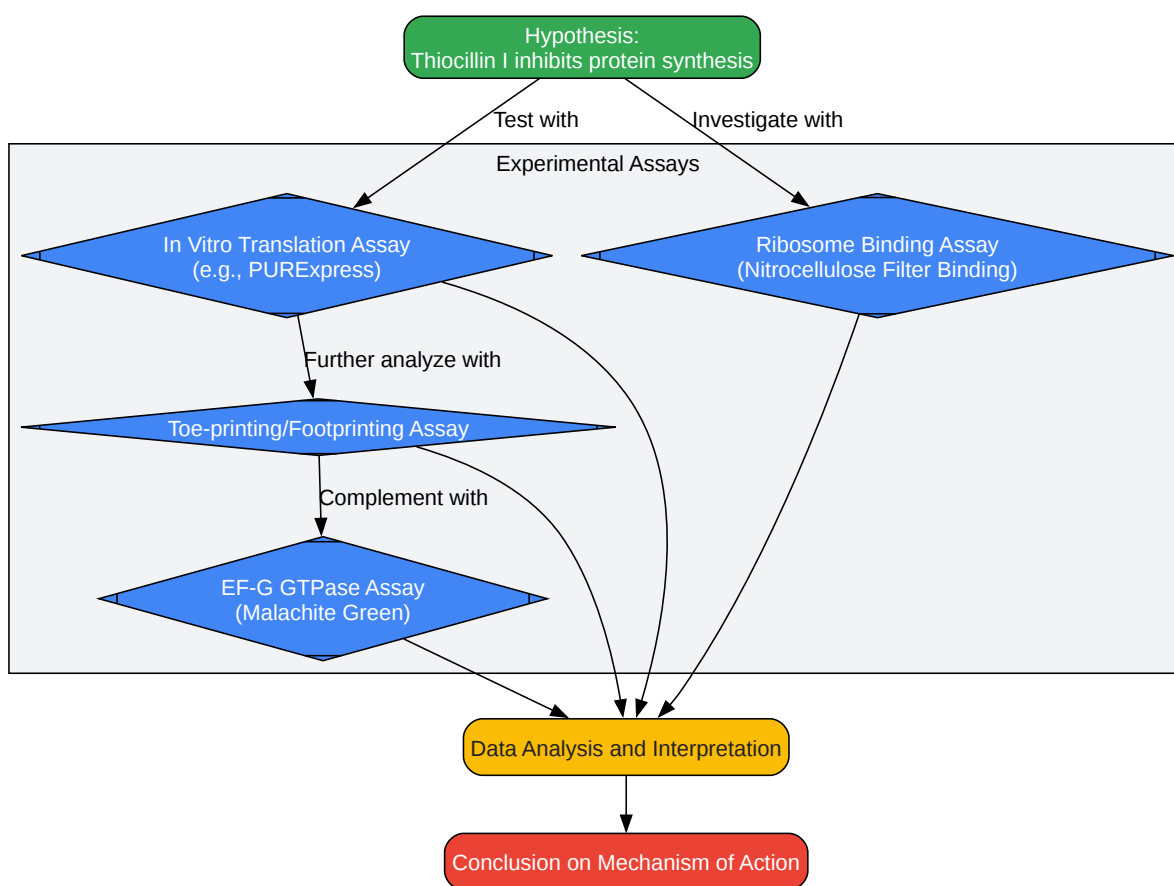 Hypothesis:
Thiocillin I inhibits protein synthesis
Test with
Investigate with
Experimental Assays
In Vitro Translation Assay
(e.g., PURExpress)
Ribosome Binding Assay
(Nitrocellulose Filter Binding)
Further analyze with
Toe-printing/Footprinting Assay
Complement with
EF-G GTPase Assay
(Malachite Green)
Data Analysis and Interpretation
Conclusion on Mechanism of Action